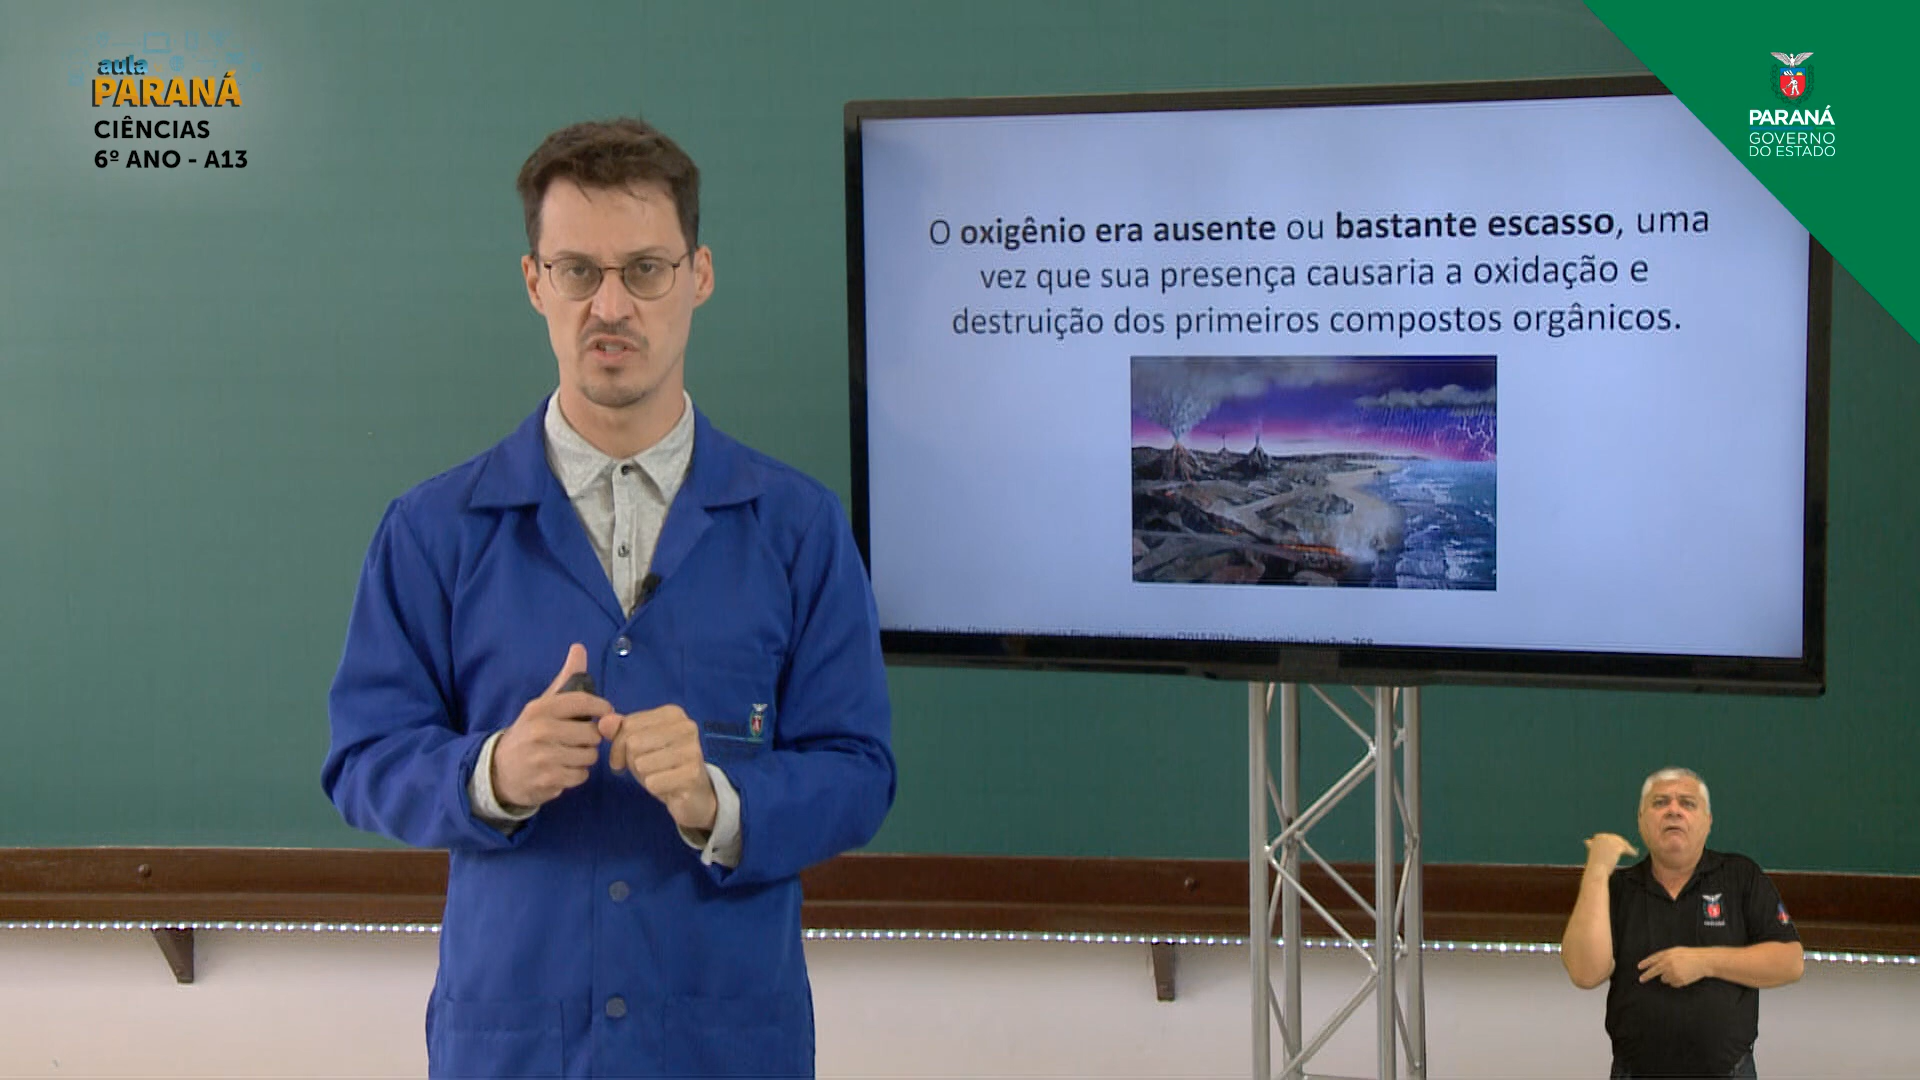 aula
PARANÁ
CIÊNCIAS
6º ANO - A13
PARANÁ
GOVERNO
DO ESTADO
O oxigênio era ausente ou bastante escasso, uma
vez que sua presença causaria a oxidação e
destruição dos primeiros compostos orgânicos.